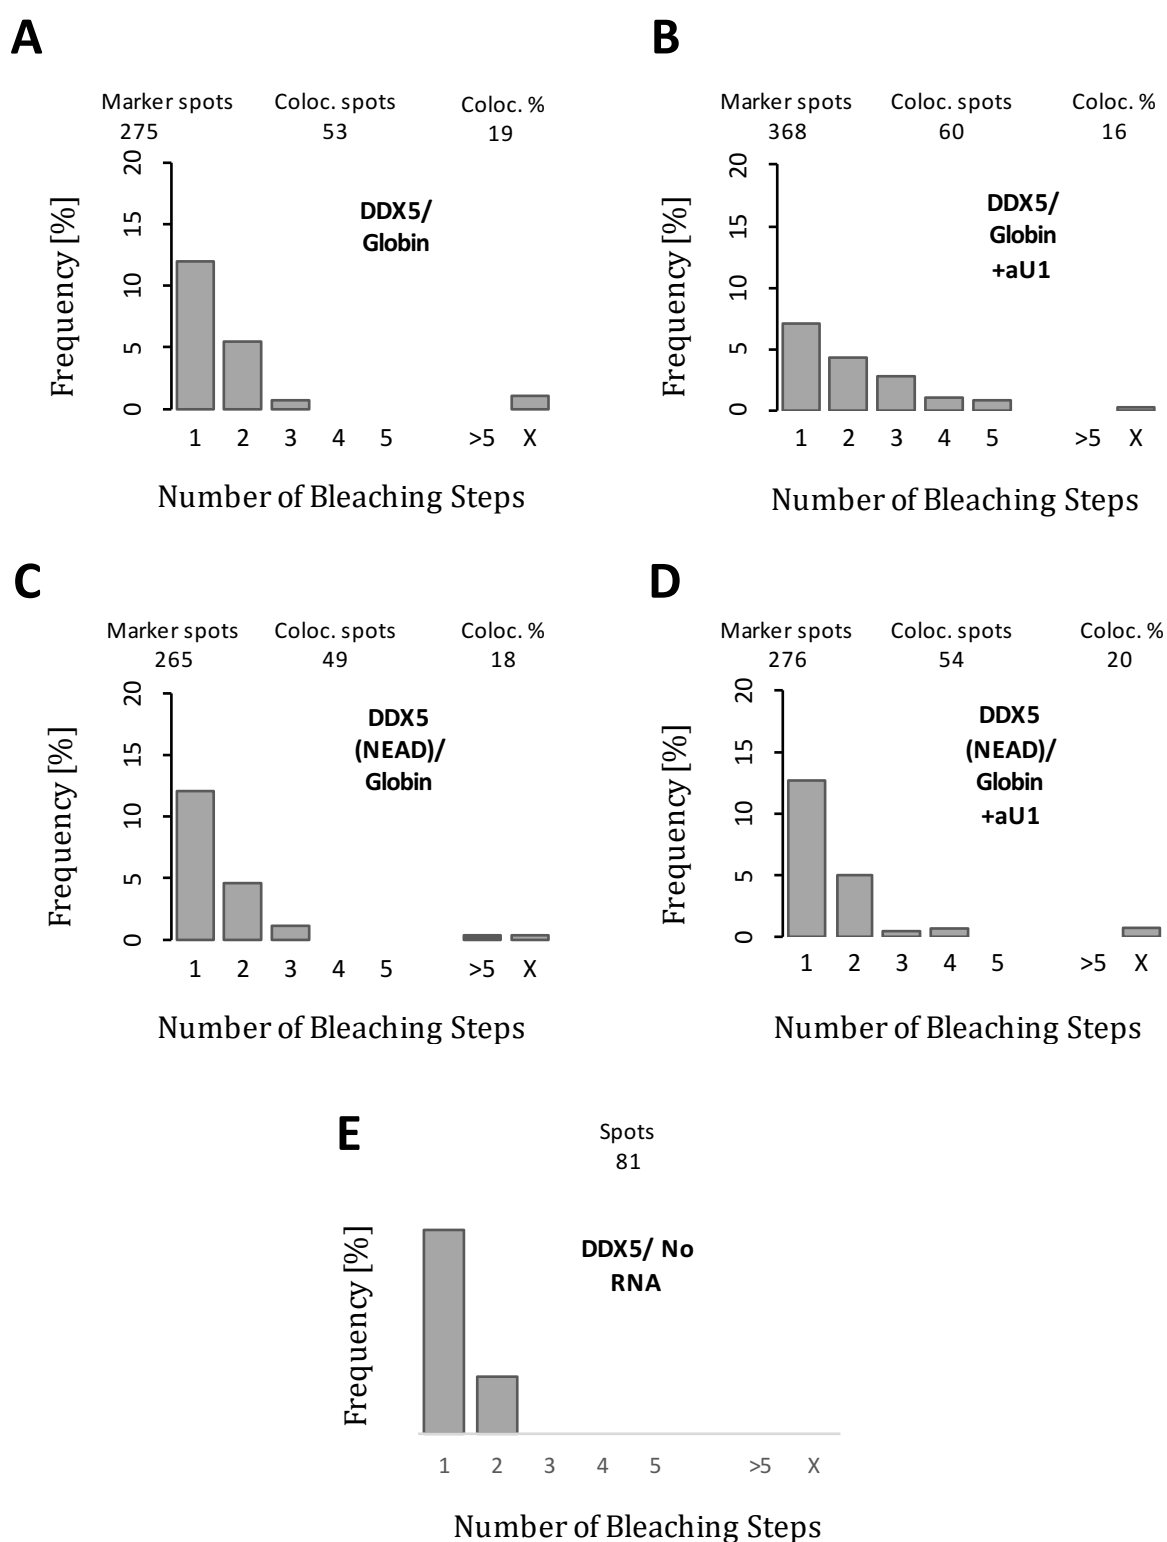 A
Marker spots Coloc. spots Coloc. %
275 53 19
DDX5/
Globin
Frequency [%]
20
15
10
5
0
1 2 3 4 5 >5 X
Number of Bleaching Steps
B
Marker spots Coloc. spots Coloc. %
368 60 16
DDX5/
Globin
+aU1
Frequency [%]
20
15
10
5
0
1 2 3 4 5 >5 X
Number of Bleaching Steps
C
Marker spots Coloc. spots Coloc. %
265 49 18
DDX5
(NEAD)/
Globin
Frequency [%]
20
15
10
5
0
1 2 3 4 5 >5 X
Number of Bleaching Steps
D
Marker spots Coloc. spots Coloc. %
276 54 20
DDX5
(NEAD)/
Globin
+aU1
Frequency [%]
20
15
10
5
0
1 2 3 4 5 >5 X
Number of Bleaching Steps
E
Spots
81
DDX5/ No
RNA
Frequency [%]
1 2 3 4 5 >5 X
Number of Bleaching Steps